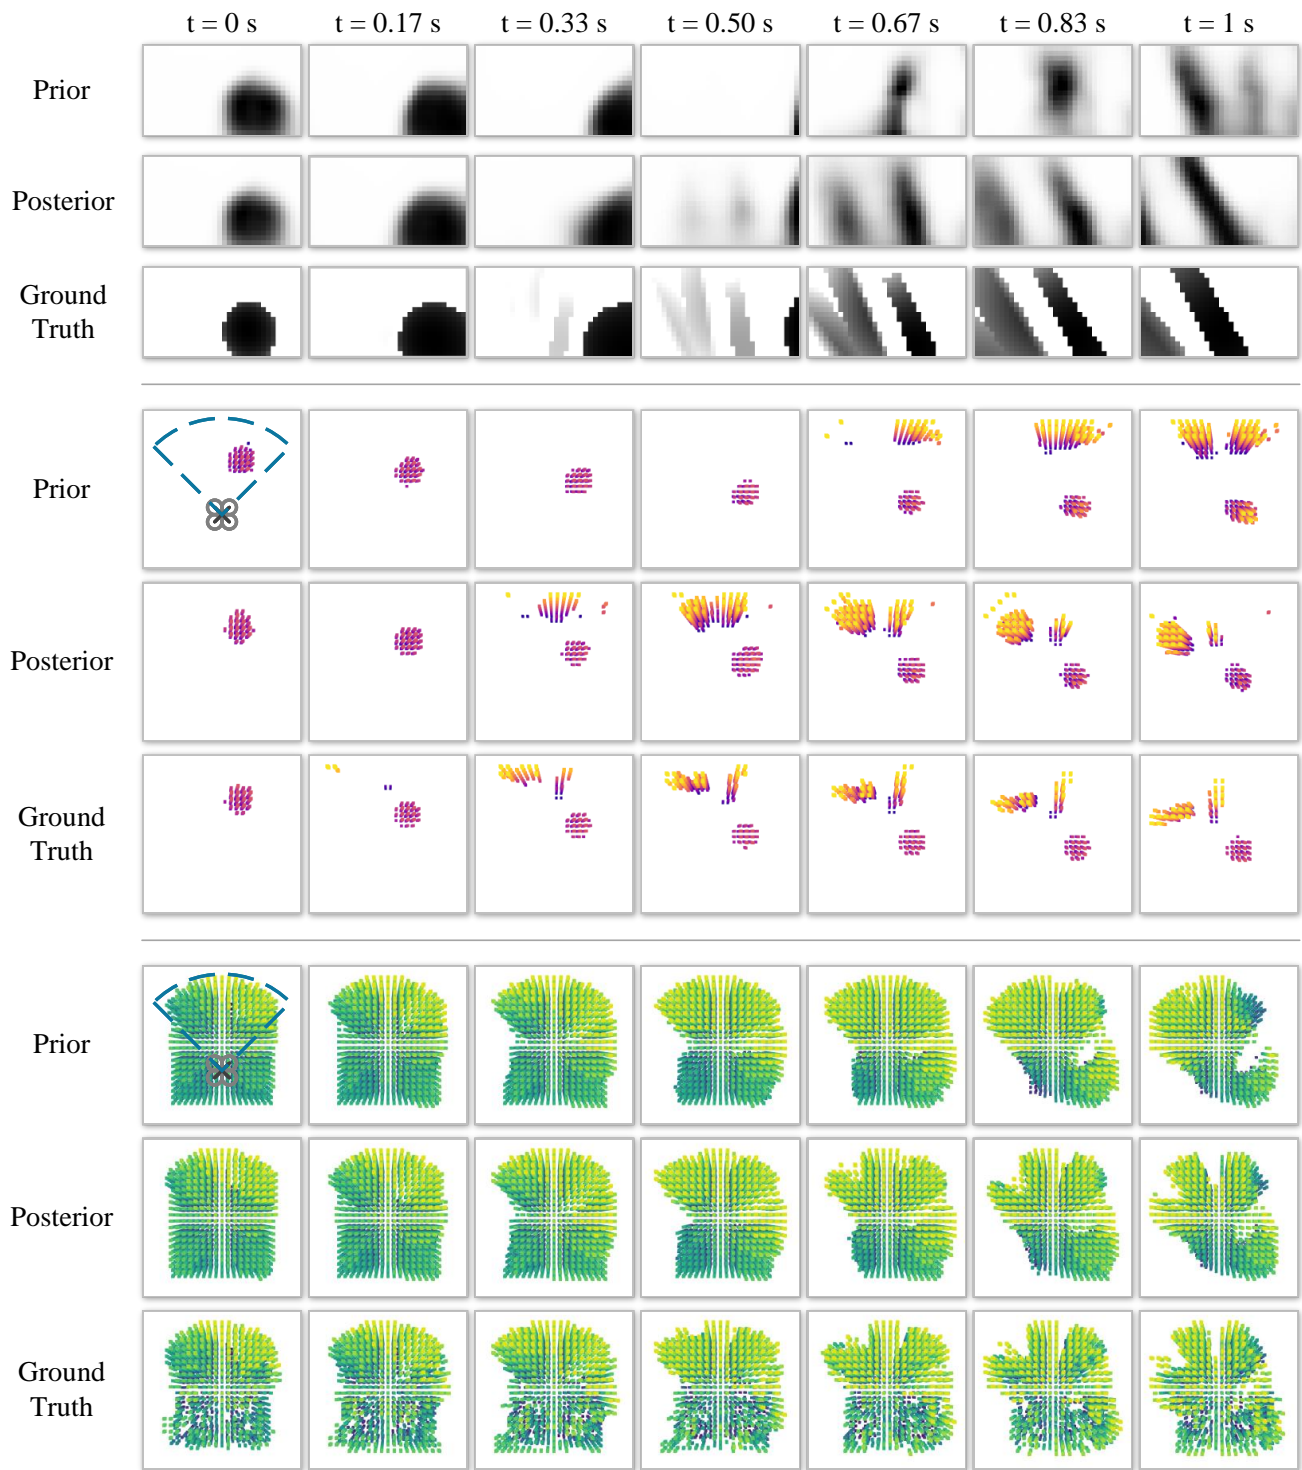 t = 0 s t = 0.17 s t = 0.33 s t = 0.50 s t = 0.67 s t = 0.83 s t = 1 s
Prior
Posterior
Ground
Truth
Prior
Posterior
Ground
Truth
Prior
Posterior
Ground
Truth